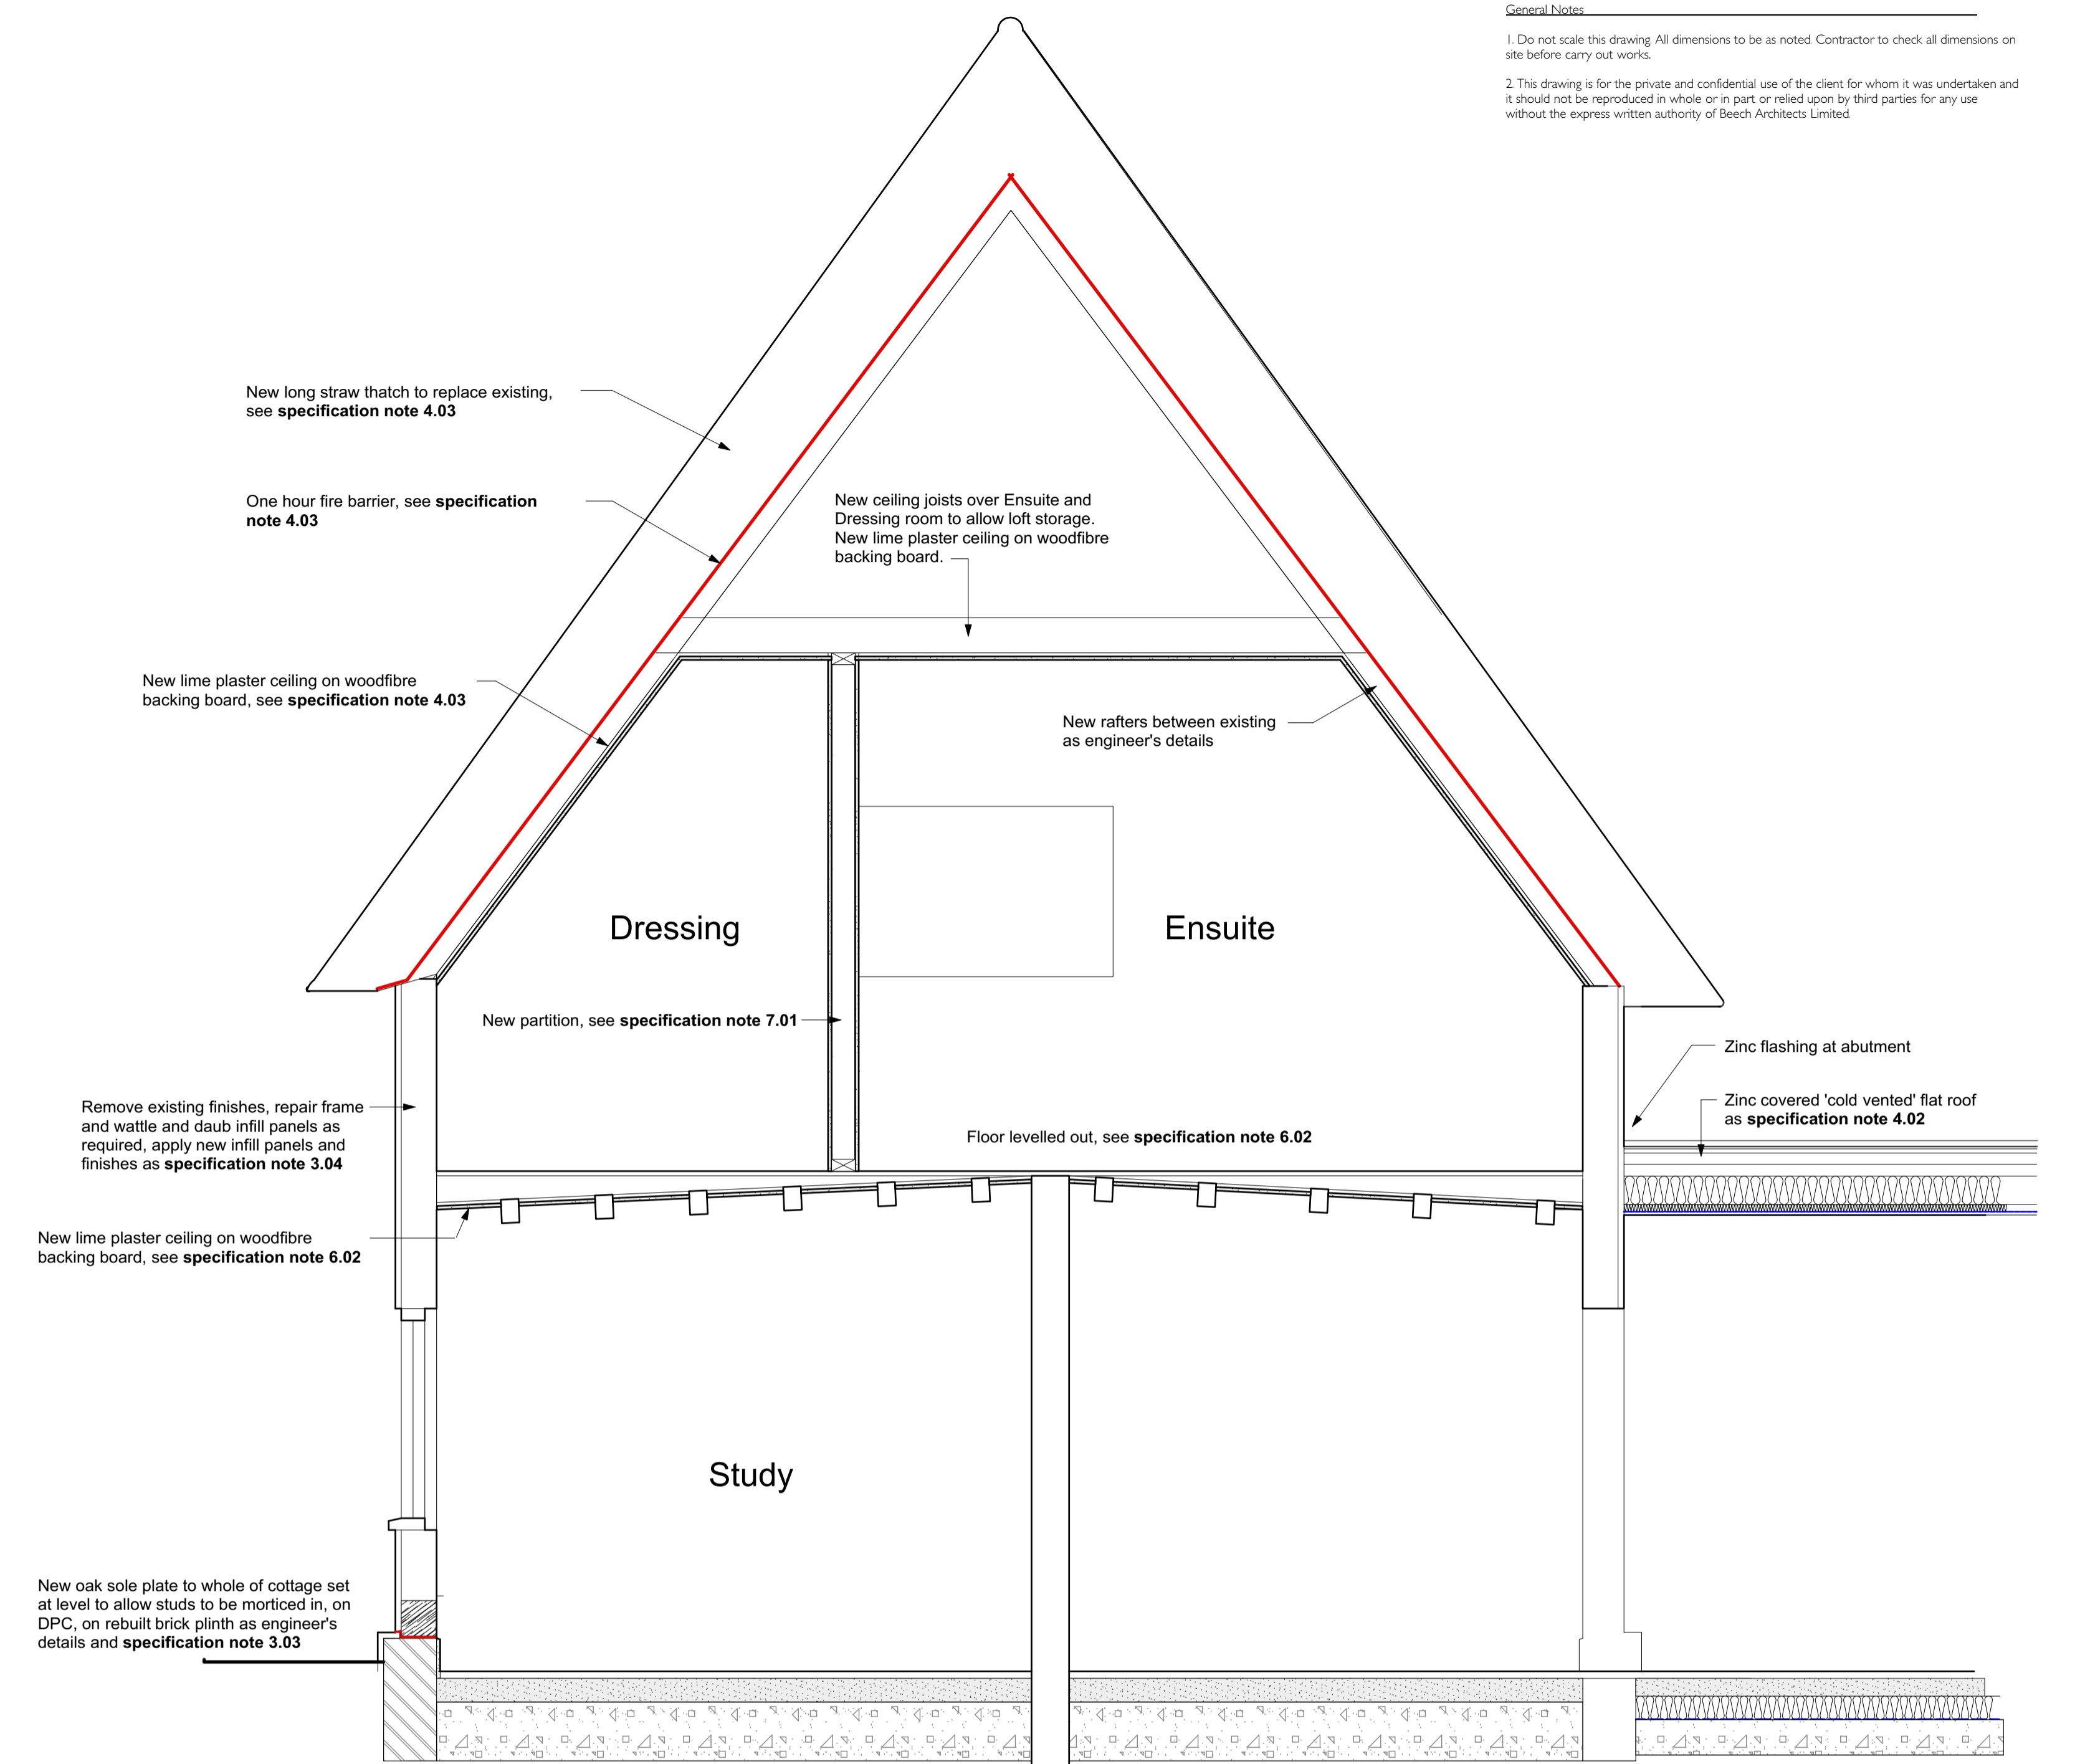 General Notes
1. Do not scale this drawing. All dimensions to be as noted. Contractor to check all dimensions on
site before carry out works.
2. This drawing is for the private and confidential use of the client for whom it was undertaken and
it should not be reproduced in whole or in part or relied upon by third parties for any use
without the express written authority of Beech Architects Limited.
New long straw thatch to replace existing,
see specification note 4.03
One hour fire barrier, see specification
note 4.03
New ceiling joists over Ensuite and
Dressing room to allow loft storage.
New lime plaster ceiling on woodfibre
backing board.
New lime plaster ceiling on woodfibre
backing board, see specification note 4.03
New rafters between existing
as engineer's details
Dressing
Ensuite
New partition, see specification note 7.01
Zinc flashing at abutment
Zinc covered 'cold vented' flat roof
as specification note 4.02
Remove existing finishes, repair frame
and wattle and daub infill panels as
required, apply new infill panels and
finishes as specification note 3.04
Floor levelled out, see specification note 6.02
New lime plaster ceiling on woodfibre
backing board, see specification note 6.02
Study
New oak sole plate to whole of cottage set
at level to allow studs to be morticed in, on
DPC, on rebuilt brick plinth as engineer's
details and specification note 3.03